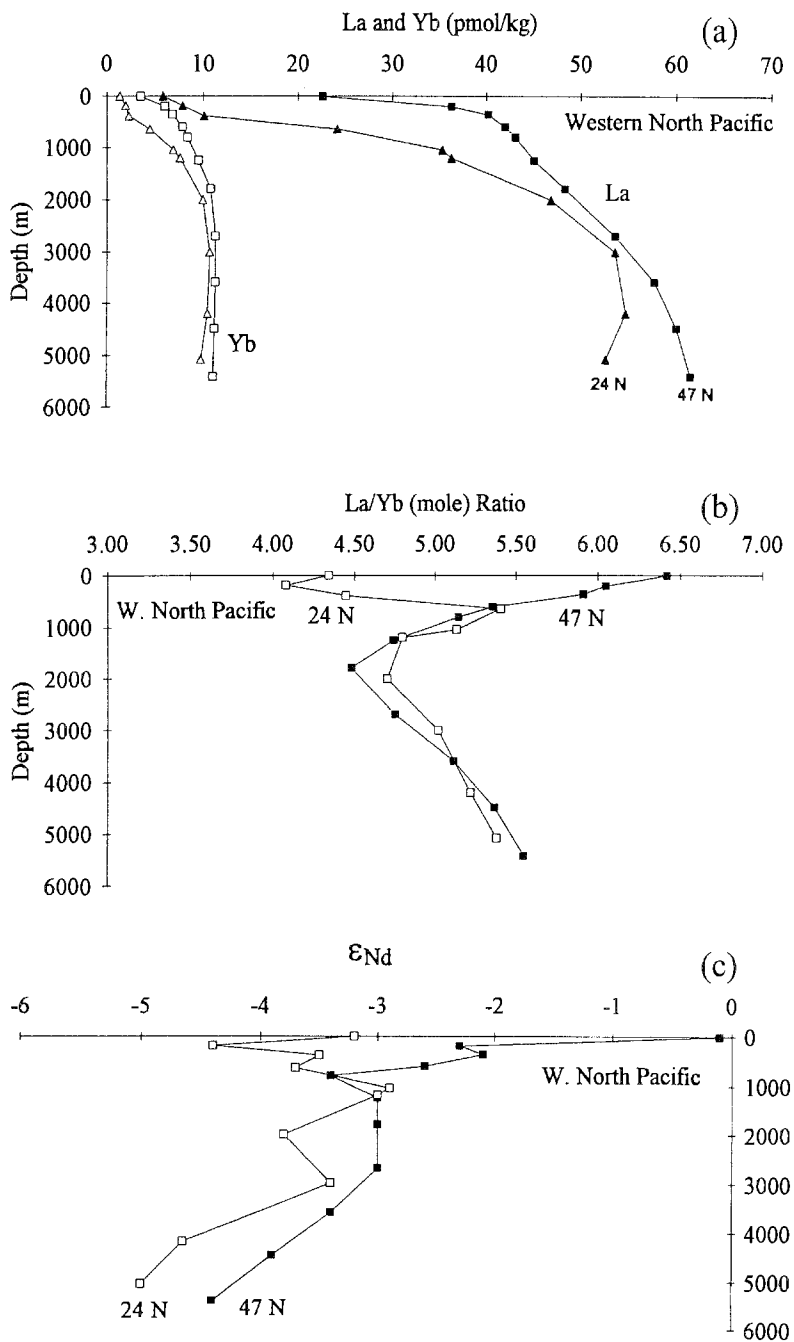 La and Yb (pmol/kg)
(a)
0 10 20 30 40 50 60 70
Western North Pacific
La
Yb
24 N
47 N
Depth (m)
0
1000
2000
3000
4000
5000
6000
La/Yb (mole) Ratio
(b)
3.00 3.50 4.00 4.50 5.00 5.50 6.00 6.50 7.00
W. North Pacific
24 N
47 N
Depth (m)
0
1000
2000
3000
4000
5000
6000
εNd
(c)
-6 -5 -4 -3 -2 -1 0
W. North Pacific
0
1000
2000
3000
4000
5000
6000
24 N
47 N